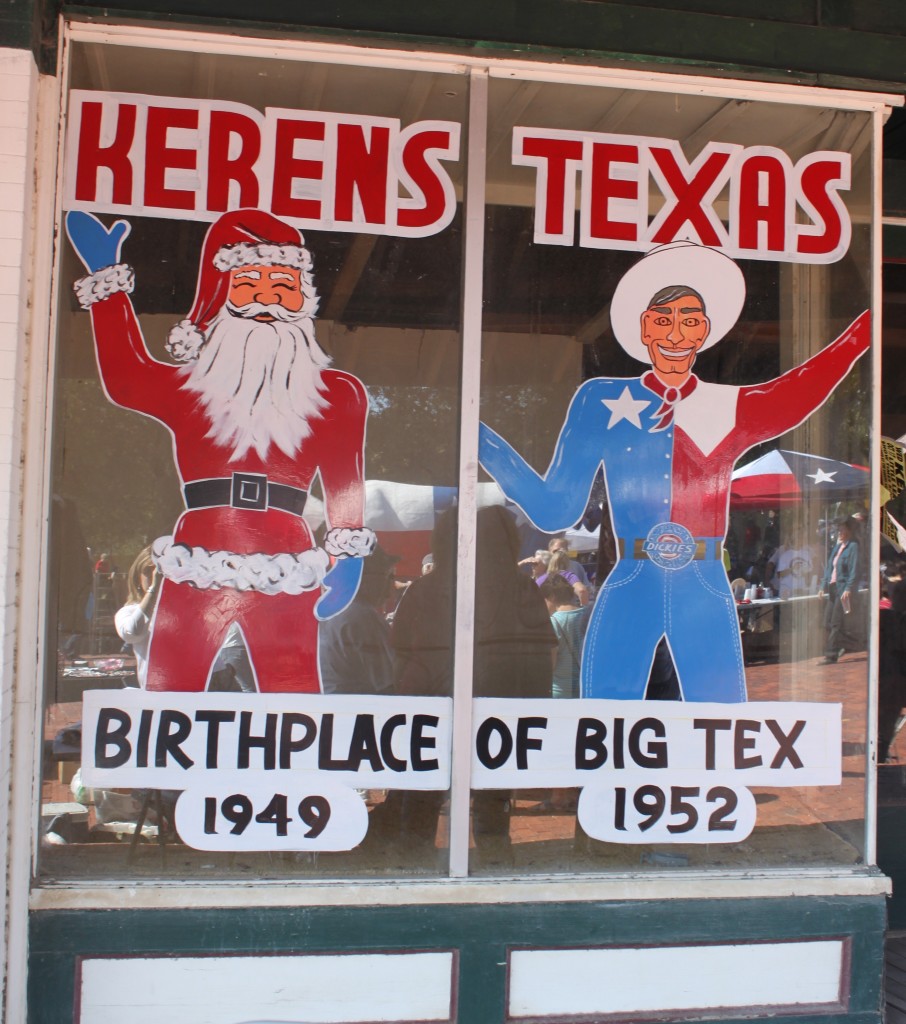 KERENS TEXAS
DICKIES
BIRTHPLACE OF BIG TEX
1949 1952